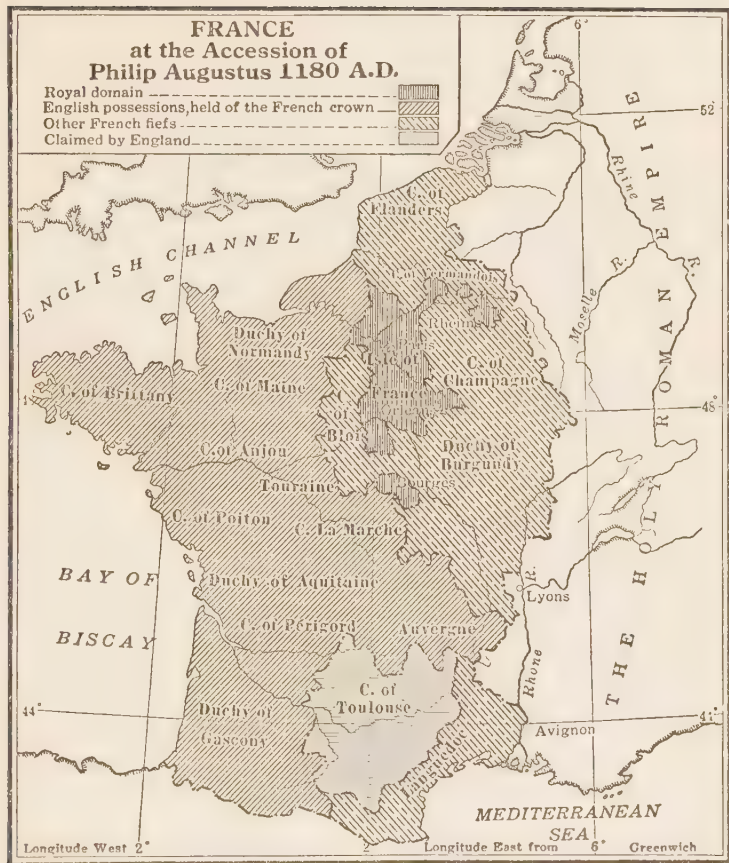 FRANCE
at the Accession of
Philip Augustus 1180 A.D.
Royal domain
English possessions, held of the French crown
Other French fiefs
Claimed by England
6°
52
ENGLISH CHANNEL
C. of
Flanders
C. of Vermandois
Rheims
Rhine
R.
Moselle R.
THE HOLY ROMAN EMPIRE
Duchy of
Normandy
Isle of
France
C. of
Champagne
C. of Brittany
C. of Maine
48°
C.
of
Blois
C. of Anjou
Duchy of
Burgundy
Touraine
Bourges
C. of Poitou
C. La Marche
BAY OF
BISCAY
Duchy of Aquitaine
R.
Lyons
C. of Périgord
Auvergne
Rhone
C. of
Toulouse
44°
Duchy of
Gascony
Avignon
Languedoc
MEDITERRANEAN
SEA
Longitude West 2°
2
Longitude East from 6° Greenwich